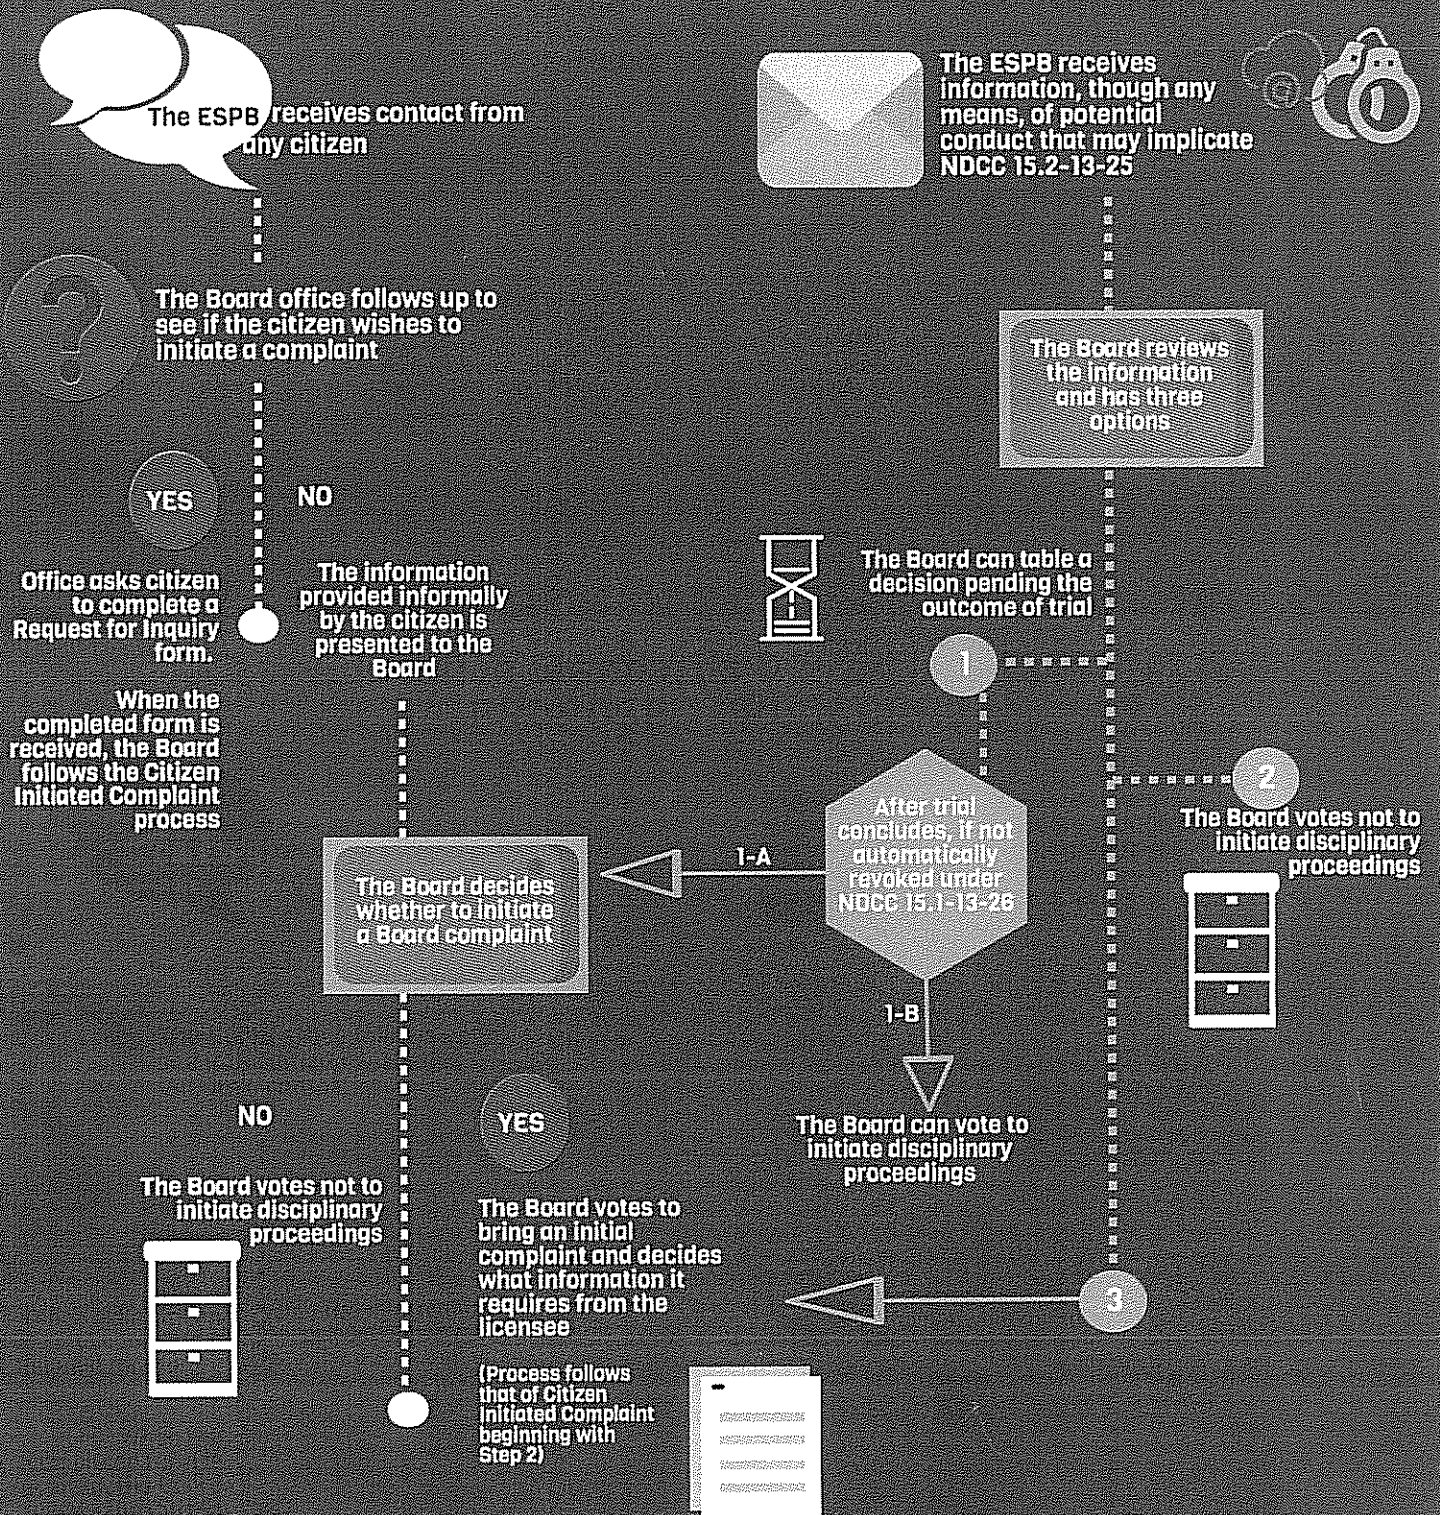 The ESPB receives contact from
any citizen
The Board office follows up to
see if the citizen wishes to
initiate a complaint
YES
NO
Office asks citizen
to complete a
Request for Inquiry
form.
When the
completed form is
received, the Board
follows the Citizen
Initiated Complaint
process
The information
provided informally
by the citizen is
presented to the
Board
The Board decides
whether to initiate
a Board complaint
NO
The Board votes not to
initiate disciplinary
proceedings
YES
The Board votes to
bring an initial
complaint and decides
what information it
requires from the
licensee
(Process follows
that of Citizen
Initiated Complaint
beginning with
Step 2)
The ESPB receives
information, though any
means, of potential
conduct that may implicate
NDCC 15.2-13-25
@
The Board reviews
the information
and has three
options
The Board can table a
decision pending the
outcome of trial
1
After trial
concludes, if not
automatically
revoked under
NDCC 15.1-13-26
1-A
1-B
The Board can vote to
initiate disciplinary
proceedings
2
The Board votes not to
initiate disciplinary
proceedings
3